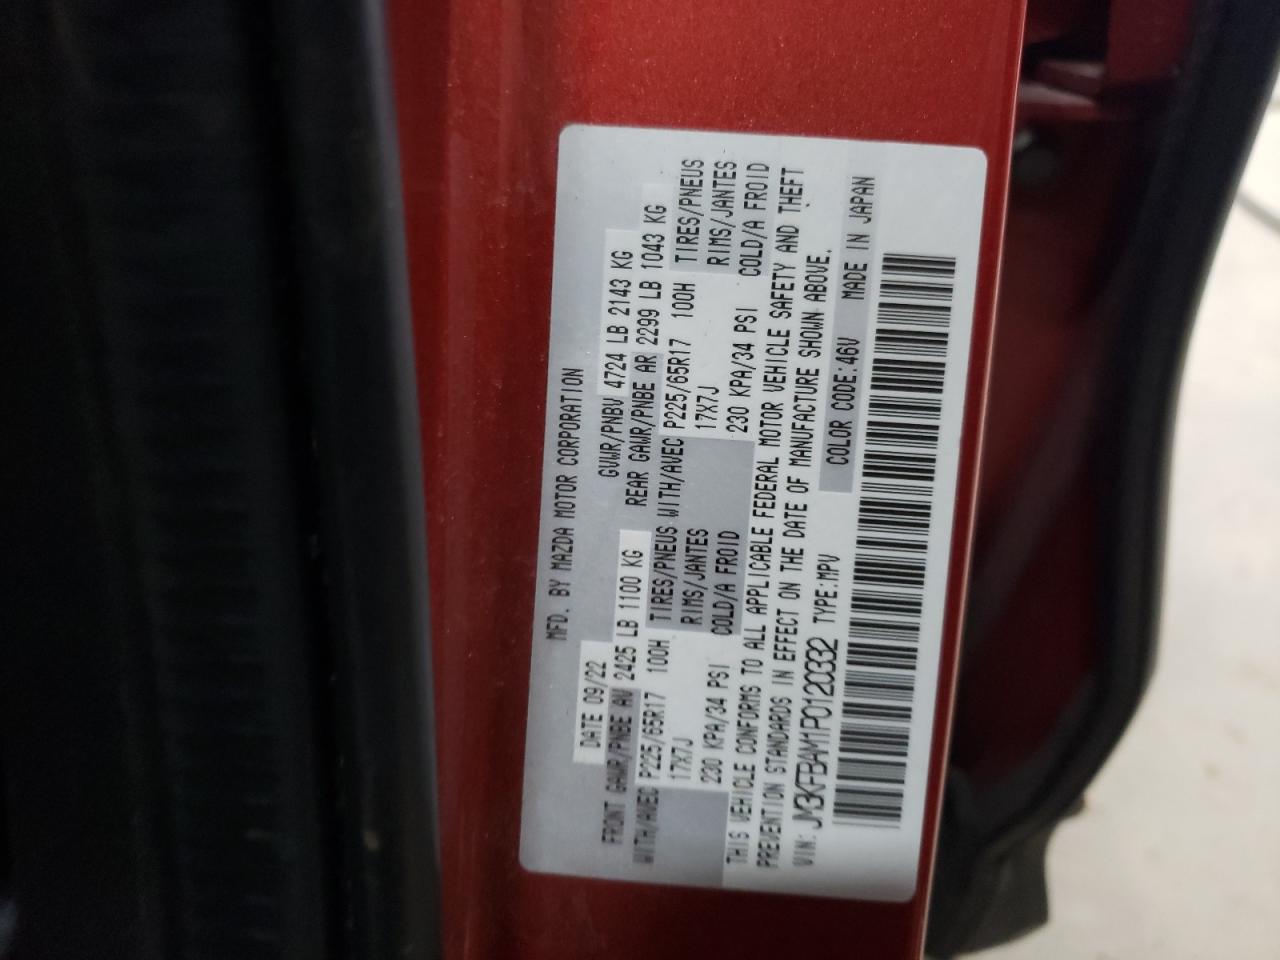 MFD. BY MAZDA MOTOR CORPORATION
DATE 09/22 GVWR/PNBV 4724 LB 2143 KG
FRONT GAWR/PNBE AV 2425 LB 1100 KG REAR GAWR/PNBE AR 2299 LB 1043 KG
WITH/AVEC P225/65R17 100H TIRES/PNEUS WITH/AVEC P225/65R17 100H TIRES/PNEUS
17X7J RIMS/JANTES 17X7J RIMS/JANTES
230 KPA/34 PSI COLD/A FROID 230 KPA/34 PSI COLD/A FROID
THIS VEHICLE CONFORMS TO ALL APPLICABLE FEDERAL MOTOR VEHICLE SAFETY AND THEFT
PREVENTION STANDARDS IN EFFECT ON THE DATE OF MANUFACTURE SHOWN ABOVE.
VIN: JM3KFBAM1P0120332 TYPE:MPV COLOR CODE:46V MADE IN JAPAN